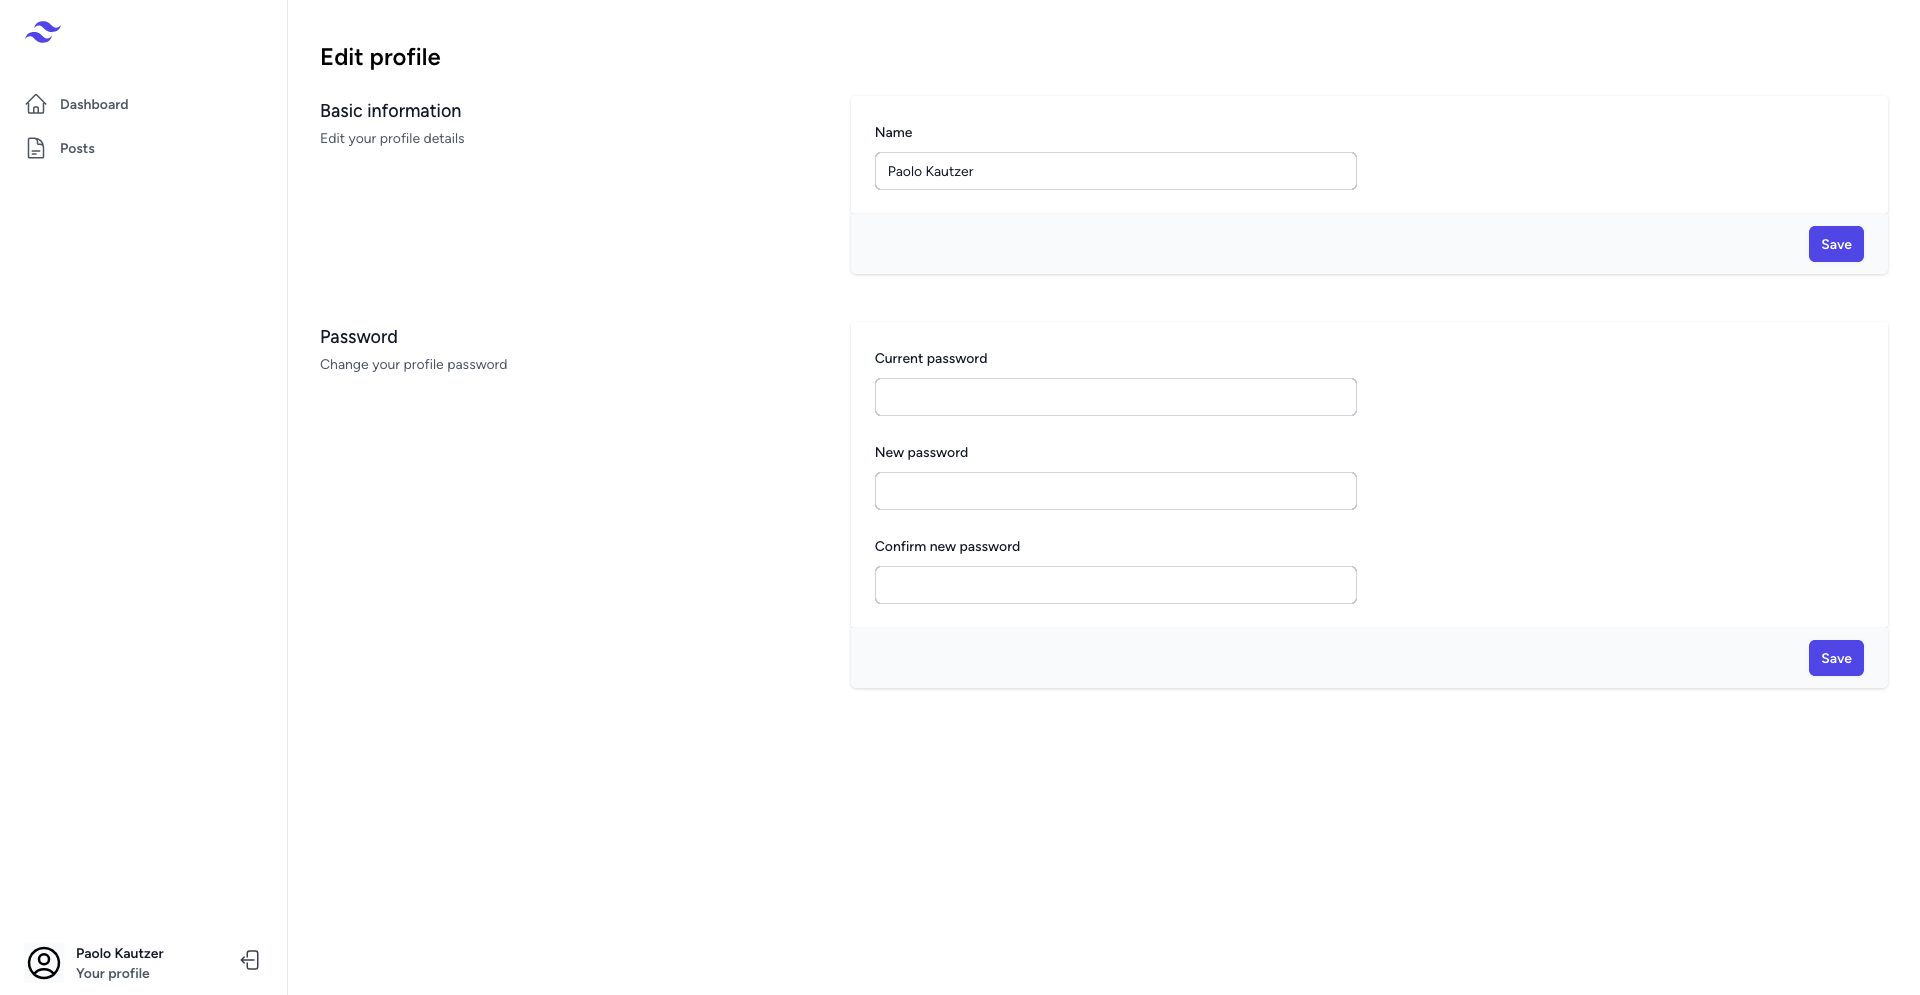 Dashboard
Posts
Edit profile
Basic information
Edit your profile details
Name
Paolo Kautzer
Save
Password
Change your profile password
Current password
New password
Confirm new password
Save
Paolo Kautzer
Your profile